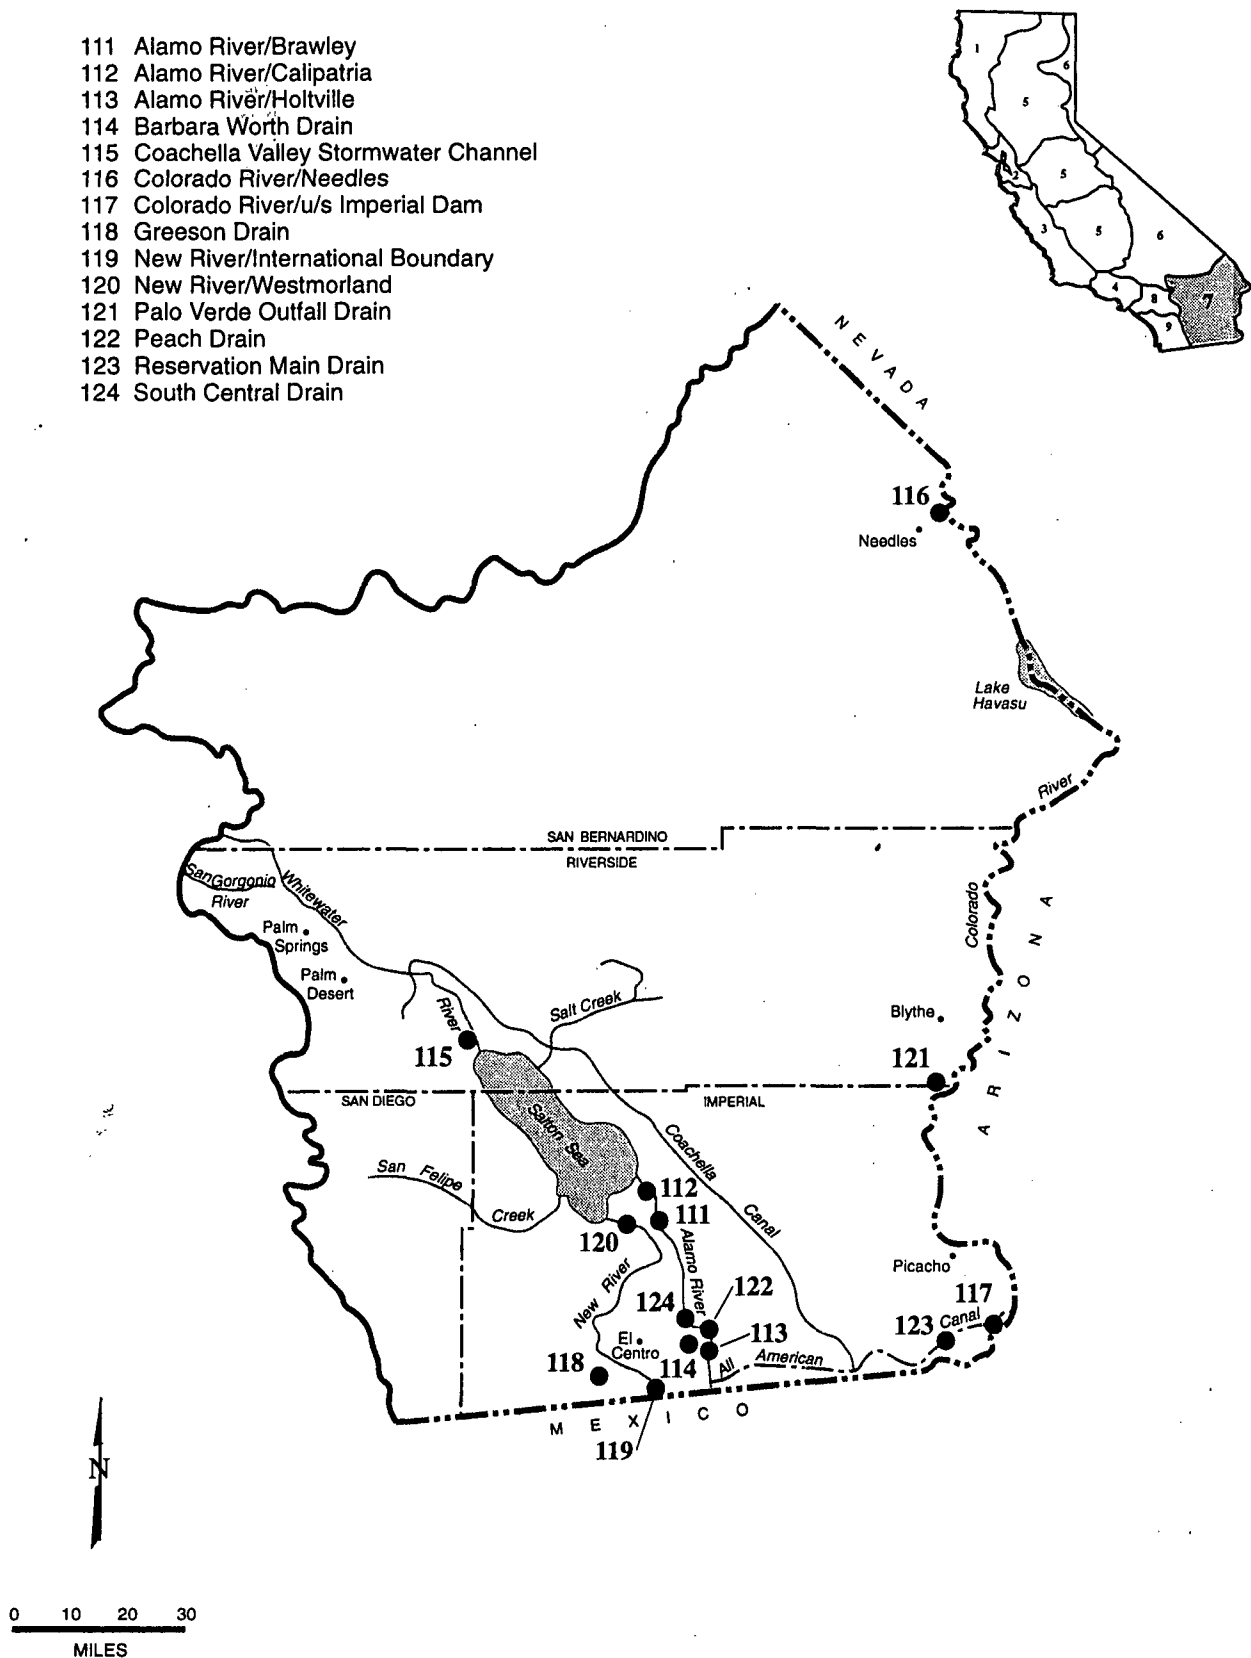 111 Alamo River/Brawley
112 Alamo River/Calipatria
113 Alamo River/Holtville
114 Barbara Worth Drain
115 Coachella Valley Stormwater Channel
116 Colorado River/Needles
117 Colorado River/u/s Imperial Dam
118 Greeson Drain
119 New River/International Boundary
120 New River/Westmorland
121 Palo Verde Outfall Drain
122 Peach Drain
123 Reservation Main Drain
124 South Central Drain
1
6
5
2
5
3
5
6
4
8
7
9
NEVADA
116
Needles
Lake
Havasu
River
SAN BERNARDINO
RIVERSIDE
San Gorgonio
River
Whitewater
Palm
Springs
Palm
Desert
River
Salt Creek
Colorado
ARIZONA
Blythe
115
121
SAN DIEGO
IMPERIAL
Salton Sea
Coachella
Canal
San Felipe
Creek
112
111
120
Alamo River
New River
Picacho
117
122
124
123
Canal
El
Centro
113
118
114
All
American
MEXICO
119
N
0 10 20 30
MILES